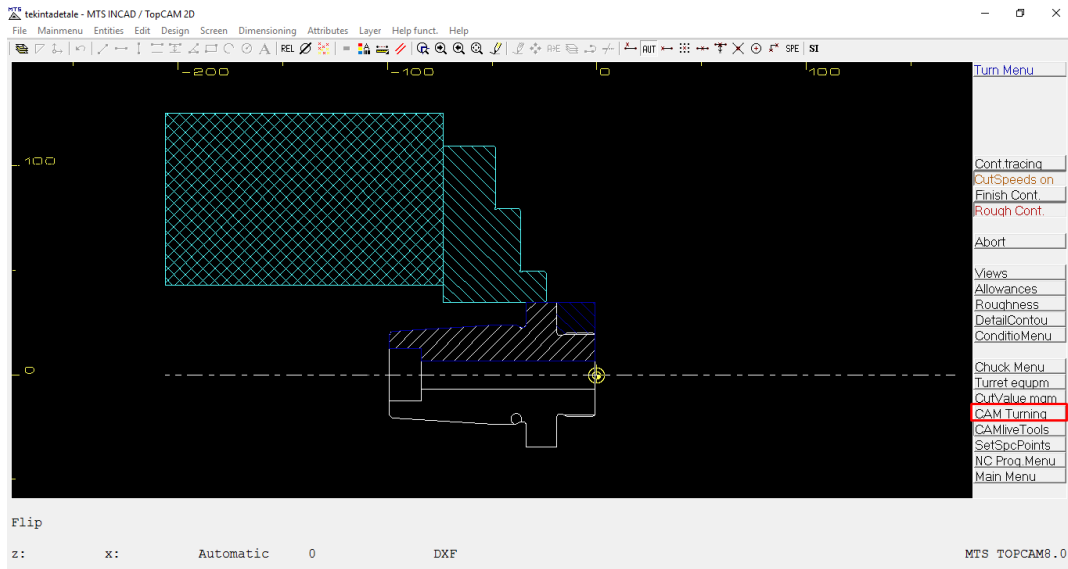 MTS tekintadetale - MTS INCAD / TopCAM 2D
File Mainmenu Entities Edit Design Screen Dimensioning Attributes Layer Help funct. Help
REL AUT SPE SI
-200 -100 0 100
100
0
Turn Menu
Cont.tracing
CutSpeeds on
Finish Cont.
Rough Cont.
Abort
Views
Allowances
Roughness
DetailContou
ConditioMenu
Chuck Menu
Turret equpm
CutValue mgm
CAM Turning
CAMliveTools
SetSpcPoints
NC Prog.Menu
Main Menu
Flip
z: x: Automatic 0 DXF MTS TOPCAM8.0